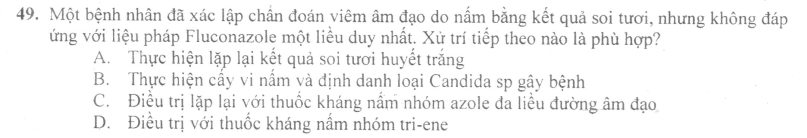 49. Một bệnh nhân đã xác lập chẩn đoán viêm âm đạo do nấm bằng kết quả soi tươi, nhưng không đáp
ứng với liệu pháp Fluconazole một liều duy nhất. Xử trí tiếp theo nào là phù hợp?
A. Thực hiện lặp lại kết quả soi tươi huyết trắng
B. Thực hiện cấy vi nấm và định danh loại Candida sp gây bệnh
C. Điều trị lặp lại với thuốc kháng nấm nhóm azole đa liều đường âm đạo
D. Điều trị với thuốc kháng nấm nhóm tri-ene